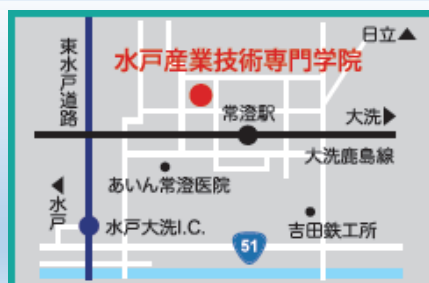 日立▲
東水戸道路
水戸産業技術専門学院
常澄駅
大洗▶
大洗鹿島線
◀水戸
あいん常澄医院
水戸大洗I.C.
吉田鉄工所
51